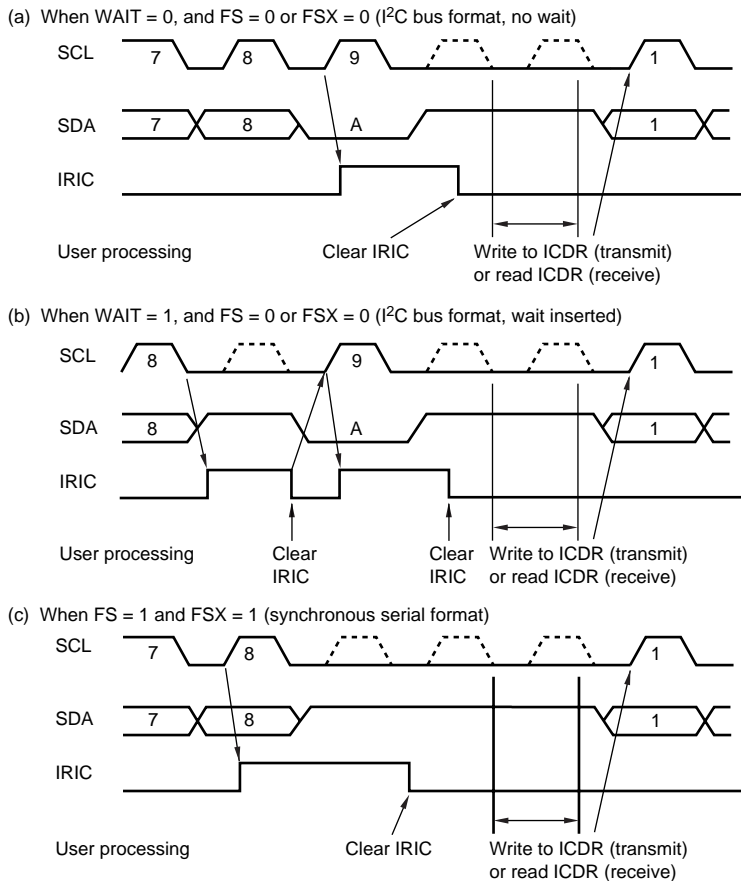 (a) When WAIT = 0, and FS = 0 or FSX = 0 (I²C bus format, no wait)
SCL 7 8 9 1
SDA 7 8 A 1
IRIC
User processing Clear IRIC Write to ICDR (transmit)
or read ICDR (receive)
(b) When WAIT = 1, and FS = 0 or FSX = 0 (I²C bus format, wait inserted)
SCL 8 9 1
SDA 8 A 1
IRIC
User processing Clear Clear Write to ICDR (transmit)
IRIC IRIC or read ICDR (receive)
(c) When FS = 1 and FSX = 1 (synchronous serial format)
SCL 7 8 1
SDA 7 8 1
IRIC
User processing Clear IRIC Write to ICDR (transmit)
or read ICDR (receive)